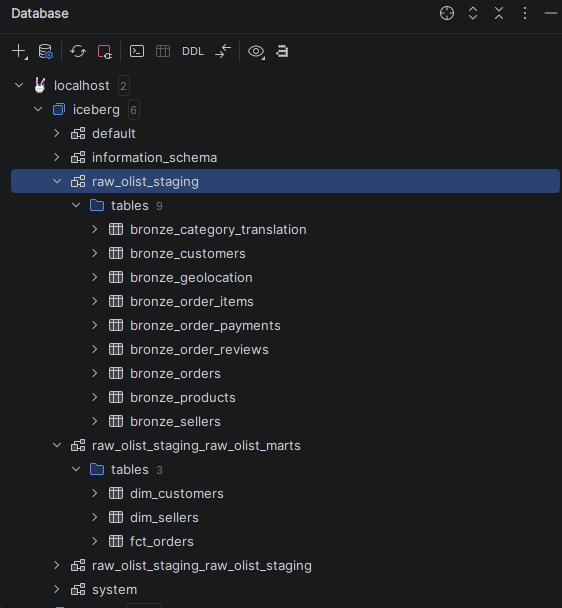 Database
DDL
localhost 2
iceberg 6
default
information_schema
raw_olist_staging
tables 9
bronze_category_translation
bronze_customers
bronze_geolocation
bronze_order_items
bronze_order_payments
bronze_order_reviews
bronze_orders
bronze_products
bronze_sellers
raw_olist_staging_raw_olist_marts
tables 3
dim_customers
dim_sellers
fct_orders
raw_olist_staging_raw_olist_staging
system